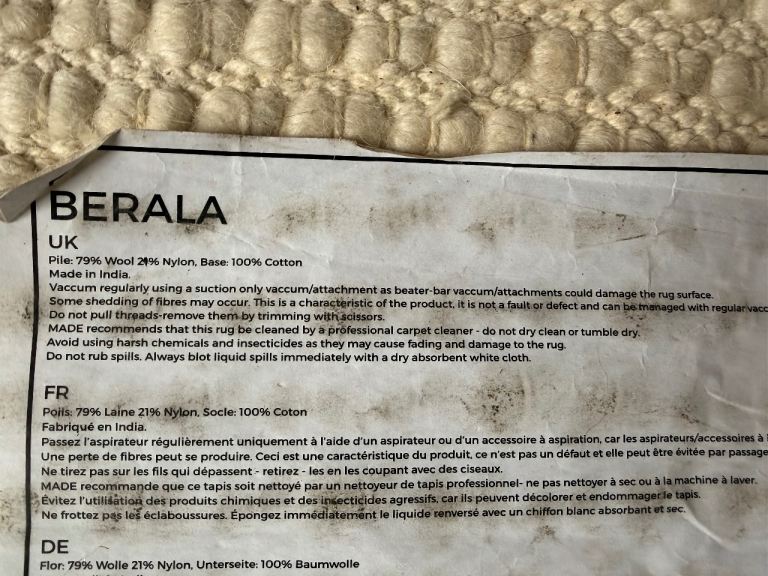 BERALA
UK
Pile: 79% Wool 21% Nylon, Base: 100% Cotton
Made in India.
Vaccum regularly using a suction only vaccum/attachment as beater-bar vaccum/attachments could damage the rug surface.
Some shedding of fibres may occur. This is a characteristic of the product, it is not a fault or defect and can be managed with regular vacc
Do not pull threads-remove them by trimming with scissors.
MADE recommends that this rug be cleaned by a professional carpet cleaner - do not dry clean or tumble dry.
Avoid using harsh chemicals and insecticides as they may cause fading and damage to the rug.
Do not rub spills. Always blot liquid spills immediately with a dry absorbent white cloth.
FR
Poils: 79% Laine 21% Nylon, Socle: 100% Coton
Fabriqué en India.
Passez l'aspirateur régulièrement uniquement à l'aide d'un aspirateur ou d'un accessoire à aspiration, car les aspirateurs/accessoires à
Une perte de fibres peut se produire. Ceci est une caractéristique du produit, ce n'est pas un défaut et elle peut être évitée par passage
Ne tirez pas sur les fils qui dépassent - retirez - les en les coupant avec des ciseaux.
MADE recommande que ce tapis soit nettoyé par un nettoyeur de tapis professionnel- ne pas nettoyer à sec ou à la machine à laver.
Évitez l'utilisation des produits chimiques et des insecticides agressifs, car ils peuvent décolorer et endommager le tapis.
Ne frottez pas les éclaboussures. Épongez immédiatement le liquide renversé avec un chiffon blanc absorbant et sec.
DE
Flor: 79% Wolle 21% Nylon, Unterseite: 100% Baumwolle